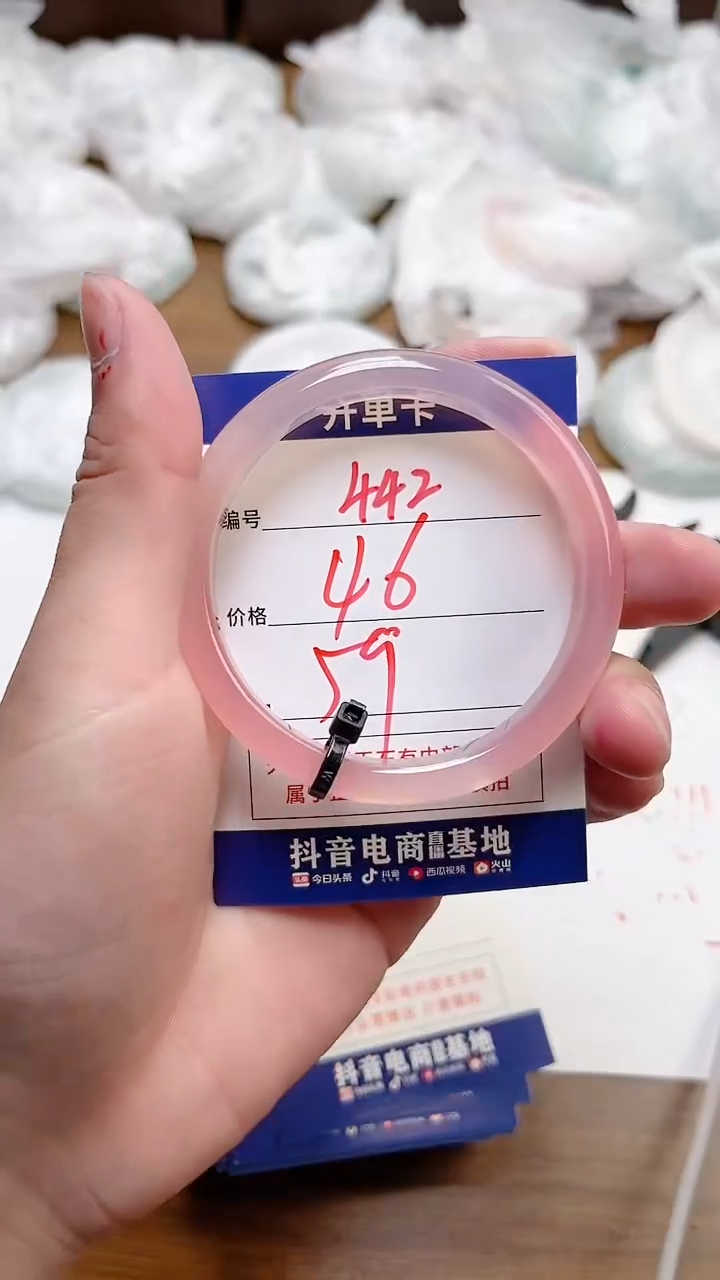 开单卡
编号 442
价格 46
59
抖音电商直播基地
今日头条 抖音 西瓜视频 火山
抖音电商直播基地